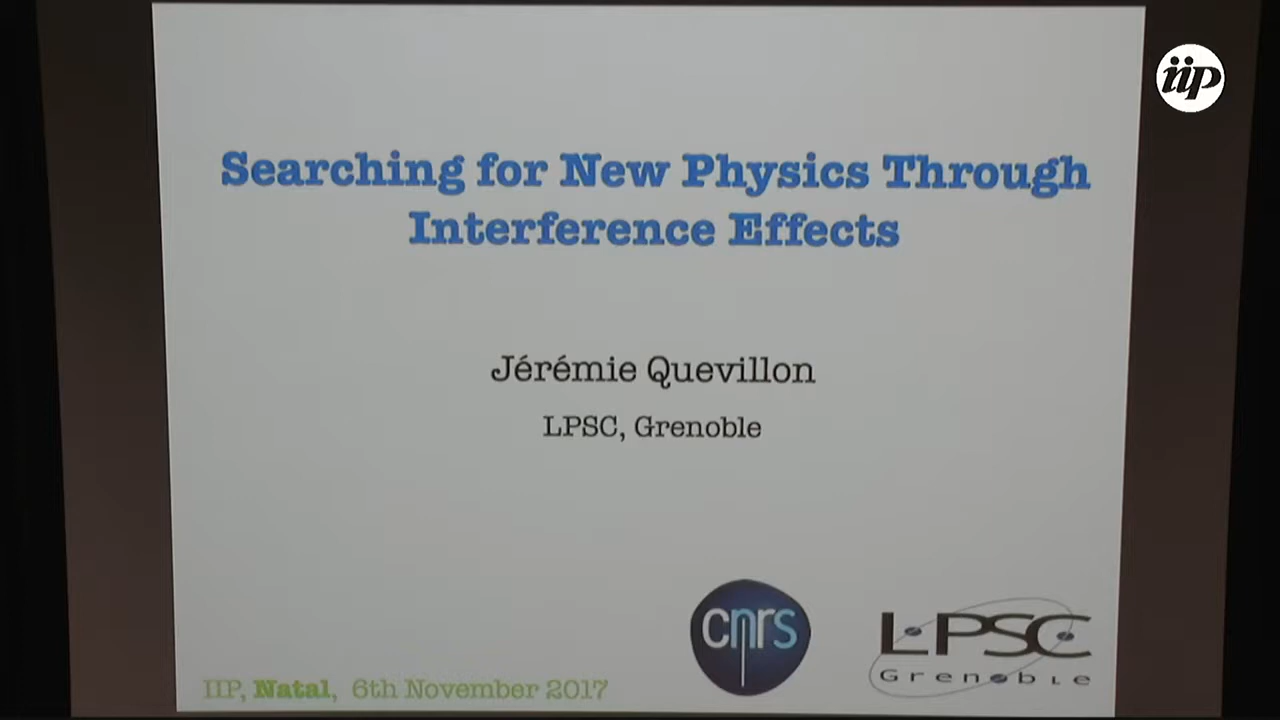 iip
Searching for New Physics Through
Interference Effects
Jérémie Quevillon
LPSC, Grenoble
cnrs
LPSC
Grenoble
IIP, Natal, 6th November 2017